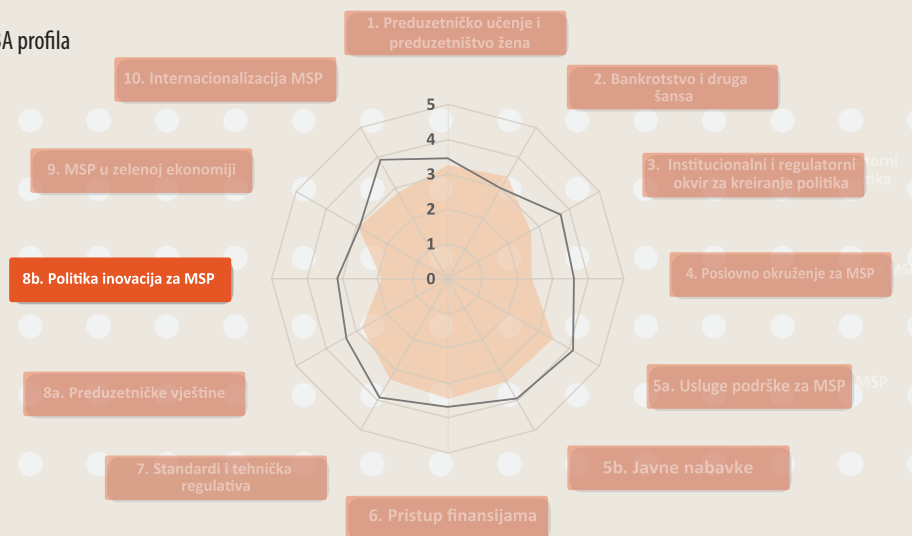 A profila
1. Preduzetničko učenje i
preduzetništvo žena
10. Internacionalizacija MSP
2. Bankrotstvo i druga
šansa
9. MSP u zelenoj ekonomiji
3. Institucionalni i regulatorni
okvir za kreiranje politika
8b. Politika inovacija za MSP
4. Poslovno okruženje za MSP
8a. Preduzetničke vještine
5a. Usluge podrške za MSP
MSP
7. Standardi i tehnička
regulativa
5b. Javne nabavke
6. Pristup finansijama
5
4
3
2
1
0